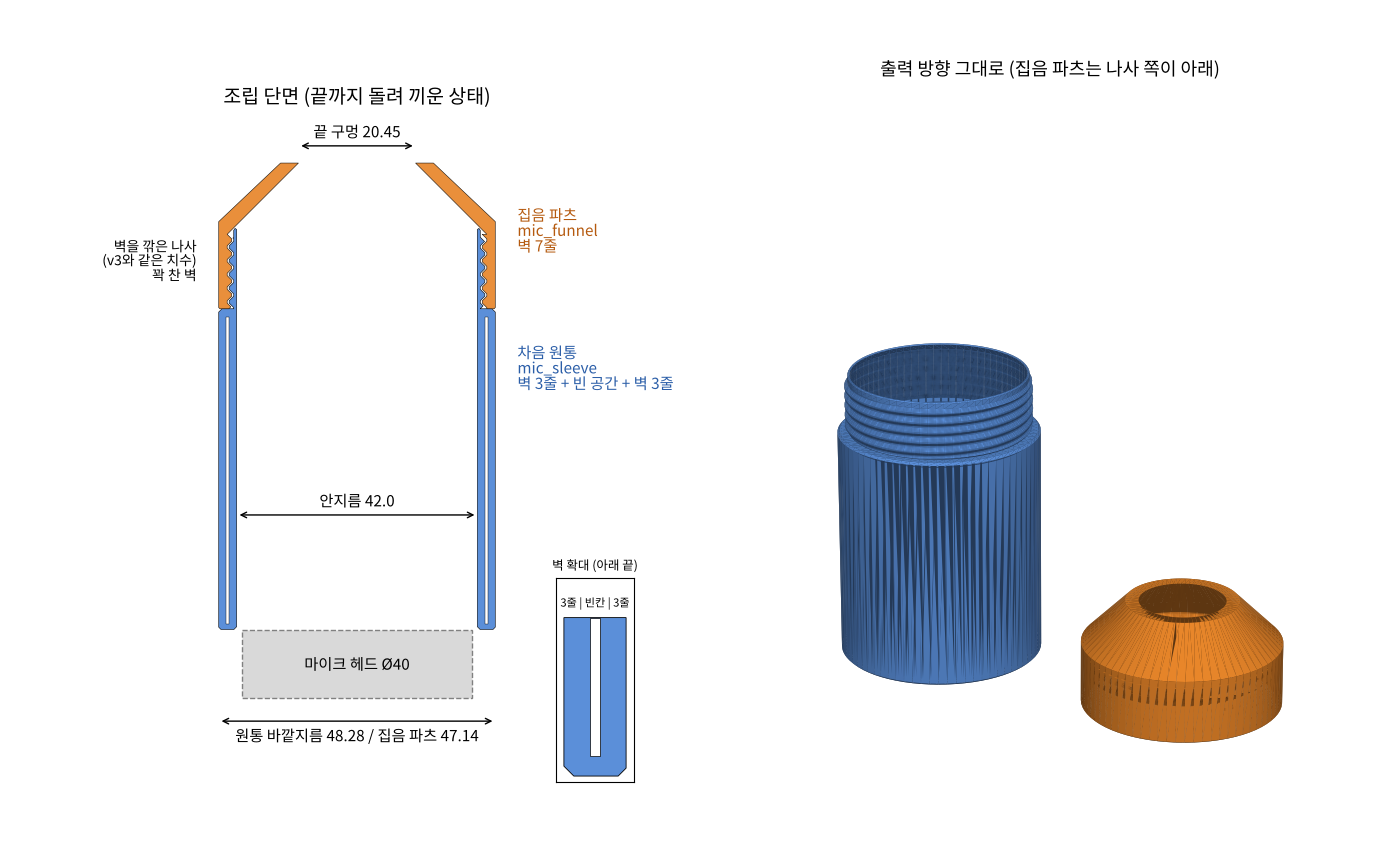 출력 방향 그대로 (집음 파츠는 나사 쪽이 아래)
조립 단면 (끝까지 돌려 끼운 상태)
끝 구멍 20.45
집음 파츠
mic_funnel
벽 7줄
벽을 깎은 나사
(v3와 같은 치수)
꽉 찬 벽
차음 원통
mic_sleeve
벽 3줄 + 빈 공간 + 벽 3줄
안지름 42.0
벽 확대 (아래 끝)
3줄 | 빈칸 | 3줄
마이크 헤드 Ø40
원통 바깥지름 48.28 / 집음 파츠 47.14